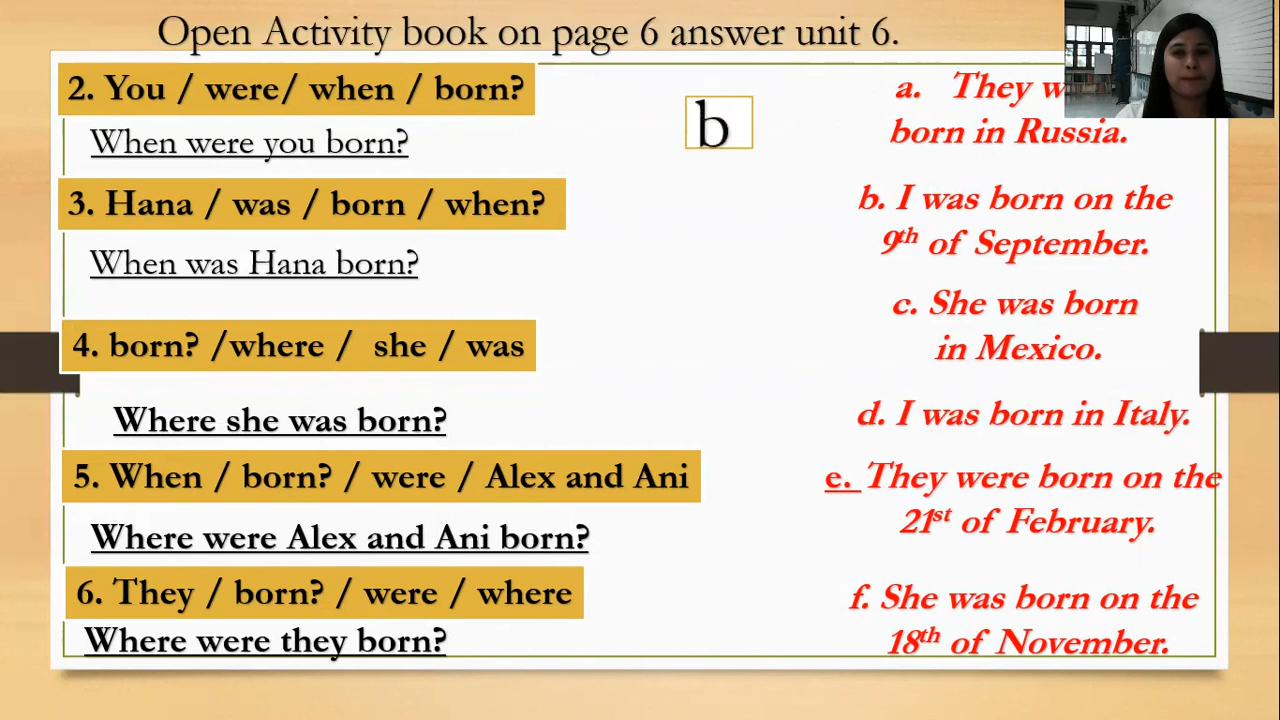 Open Activity book on page 6 answer unit 6.
2. You / were/ when / born?
When were you born?
3. Hana / was / born / when?
When was Hana born?
4. born? /where / she / was
Where she was born?
5. When / born? / were / Alex and Ani
Where were Alex and Ani born?
6. They / born? / were / where
Where were they born?
b
a. They
born in Russia.
b. I was born on the
9th of September.
c. She was born
in Mexico.
d. I was born in Italy.
e. They were born on the
21st of February.
f. She was born on the
18th of November.